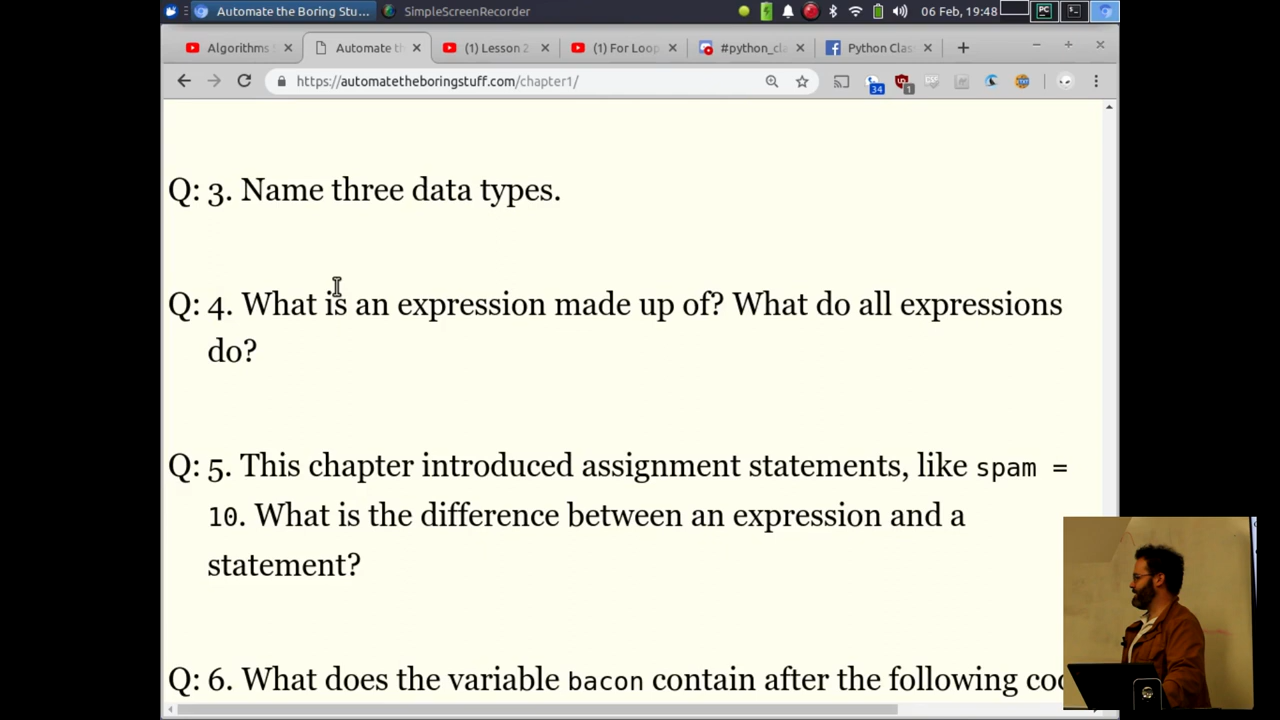 Automate the Boring Stu...
SimpleScreenRecorder
06 Feb, 19:48
Algorithms
Automate th
(1) Lesson 2
(1) For Loop
#python_cla
Python Clas
https://automatetheboringstuff.com/chapter1/
34
1
Q: 3. Name three data types.
Q: 4. What is an expression made up of? What do all expressions
do?
Q: 5. This chapter introduced assignment statements, like spam =
10. What is the difference between an expression and a
statement?
Q: 6. What does the variable bacon contain after the following co